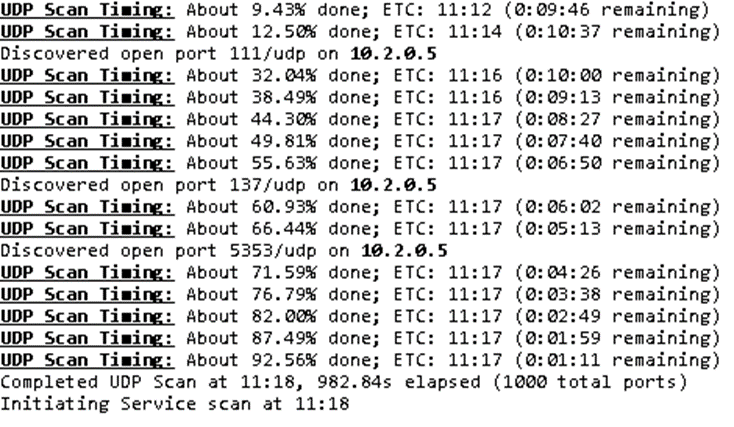 UDP Scan Timing: About 9.43% done; ETC: 11:12 (0:09:46 remaining)
UDP Scan Timing: About 12.50% done; ETC: 11:14 (0:10:37 remaining)
Discovered open port 111/udp on 10.2.0.5
UDP Scan Timing: About 32.04% done; ETC: 11:16 (0:10:00 remaining)
UDP Scan Timing: About 38.49% done; ETC: 11:16 (0:09:13 remaining)
UDP Scan Timing: About 44.30% done; ETC: 11:17 (0:08:27 remaining)
UDP Scan Timing: About 49.81% done; ETC: 11:17 (0:07:40 remaining)
UDP Scan Timing: About 55.63% done; ETC: 11:17 (0:06:50 remaining)
Discovered open port 137/udp on 10.2.0.5
UDP Scan Timing: About 60.93% done; ETC: 11:17 (0:06:02 remaining)
UDP Scan Timing: About 66.44% done; ETC: 11:17 (0:05:13 remaining)
Discovered open port 5353/udp on 10.2.0.5
UDP Scan Timing: About 71.59% done; ETC: 11:17 (0:04:26 remaining)
UDP Scan Timing: About 76.79% done; ETC: 11:17 (0:03:38 remaining)
UDP Scan Timing: About 82.00% done; ETC: 11:17 (0:02:49 remaining)
UDP Scan Timing: About 87.49% done; ETC: 11:17 (0:01:59 remaining)
UDP Scan Timing: About 92.56% done; ETC: 11:17 (0:01:11 remaining)
Completed UDP Scan at 11:18, 982.84s elapsed (1000 total ports)
Initiating Service scan at 11:18